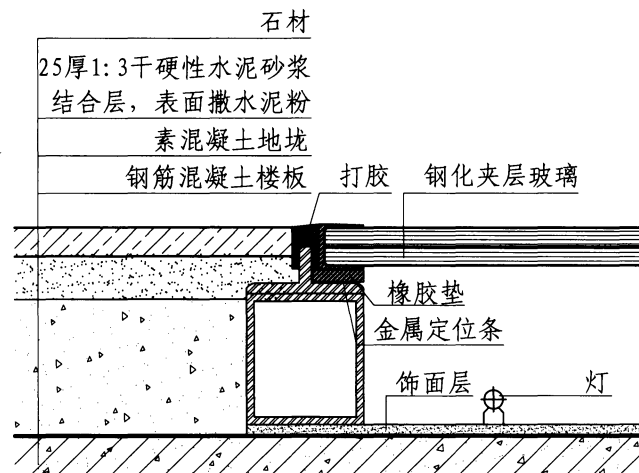 石材
25厚1:3干硬性水泥砂浆
结合层，表面撒水泥粉
素混凝土地垅
钢筋混凝土楼板
打胶
钢化夹层玻璃
橡胶垫
金属定位条
饰面层
灯